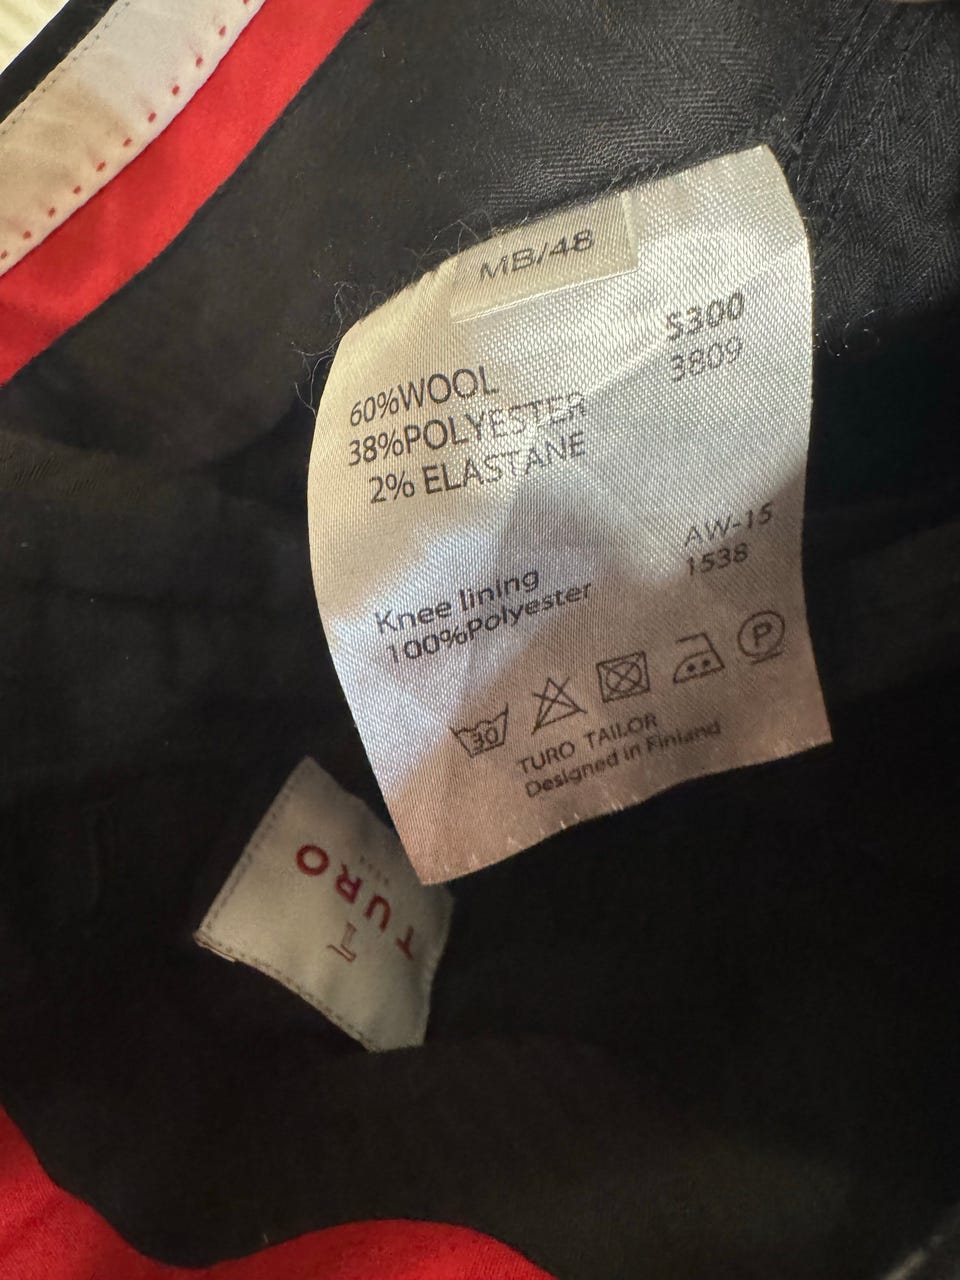 MB/48
S300
3809
60%WOOL
38%POLYESTER
2% ELASTANE
AW-15
1538
Knee lining
100%Polyester
30
P
TURO TAILOR
Designed in Finland
TURO